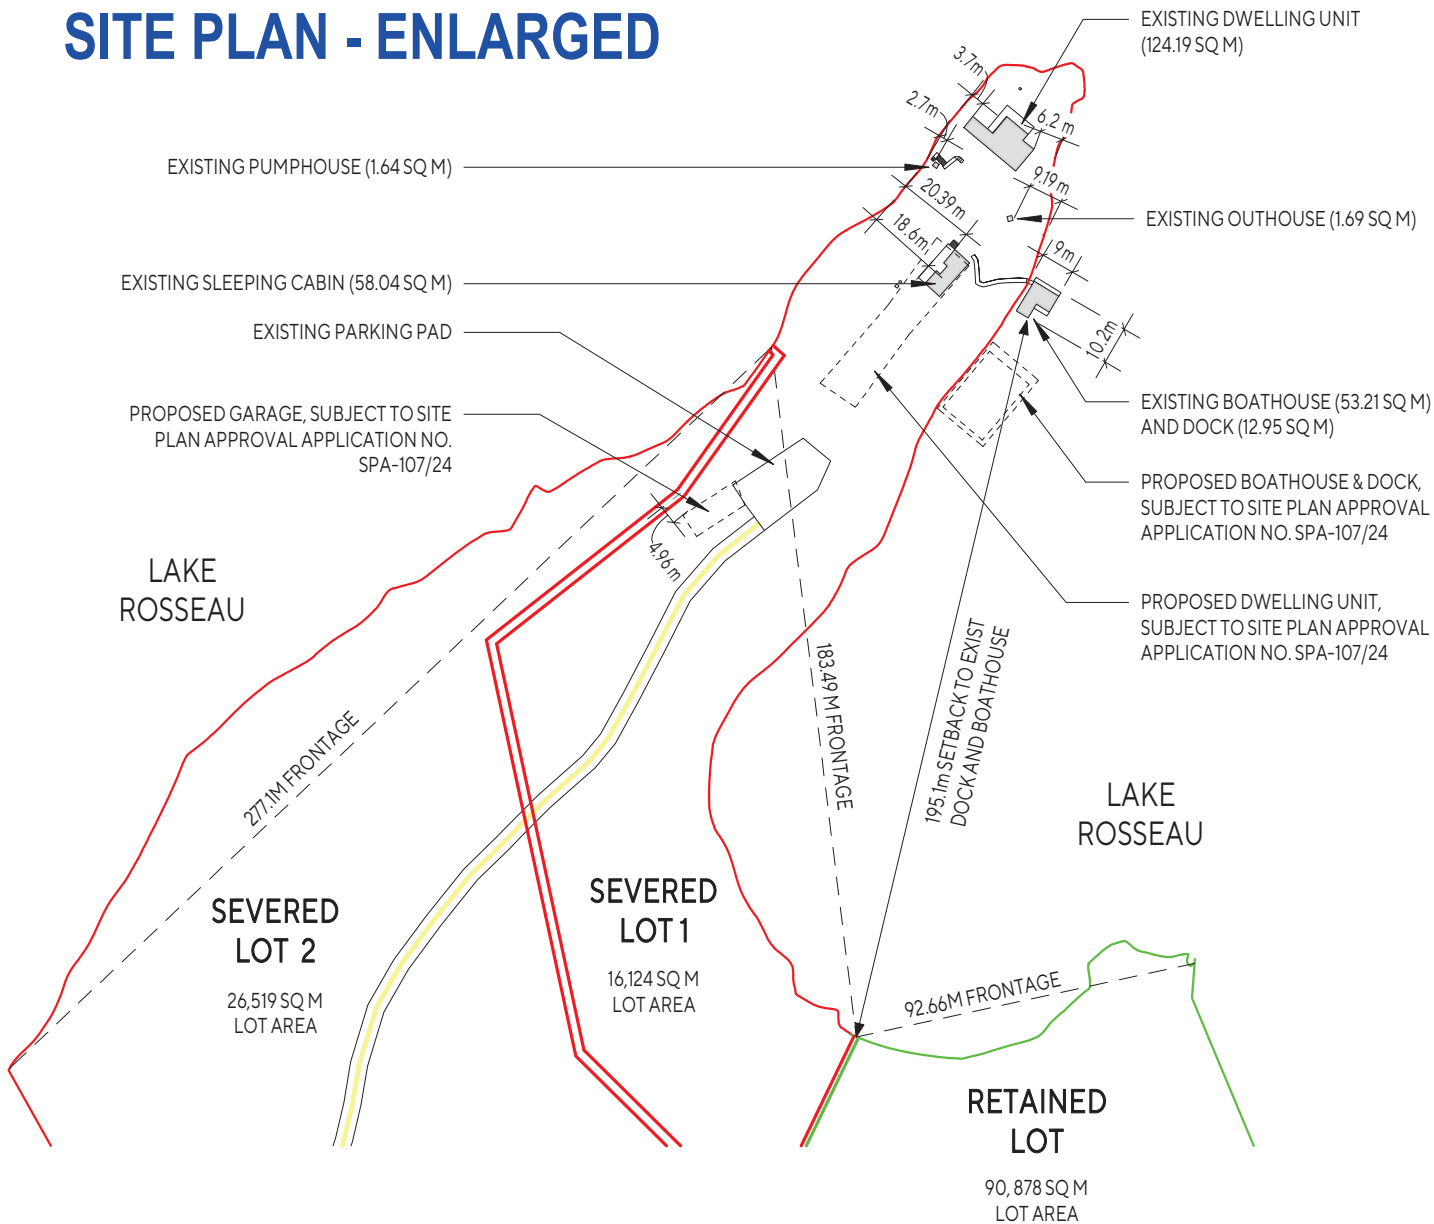 SITE PLAN - ENLARGED
EXISTING DWELLING UNIT
(124.19 SQ M)
3.7m
2.7m
6.2 m
EXISTING PUMPHOUSE (1.64 SQ M)
20.39 m
9.19 m
EXISTING OUTHOUSE (1.69 SQ M)
18.6m
9m
EXISTING SLEEPING CABIN (58.04 SQ M)
EXISTING PARKING PAD
10.2m
PROPOSED GARAGE, SUBJECT TO SITE
PLAN APPROVAL APPLICATION NO.
SPA-107/24
EXISTING BOATHOUSE (53.21 SQ M)
AND DOCK (12.95 SQ M)
PROPOSED BOATHOUSE & DOCK,
SUBJECT TO SITE PLAN APPROVAL
APPLICATION NO. SPA-107/24
4.96 m
LAKE
ROSSEAU
PROPOSED DWELLING UNIT,
SUBJECT TO SITE PLAN APPROVAL
APPLICATION NO. SPA-107/24
277.1M FRONTAGE
183.49 M FRONTAGE
195.1m SETBACK TO EXIST
DOCK AND BOATHOUSE
LAKE
ROSSEAU
SEVERED
LOT 2
26,519 SQ M
LOT AREA
SEVERED
LOT 1
16,124 SQ M
LOT AREA
92.66M FRONTAGE
RETAINED
LOT
90, 878 SQ M
LOT AREA